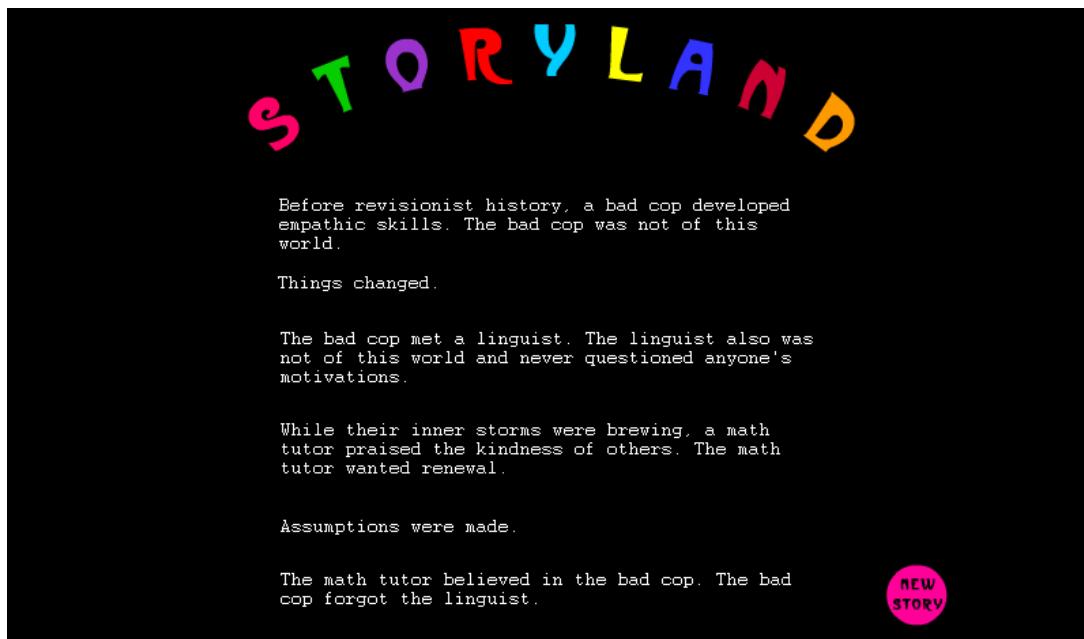 STORYLAND
Before revisionist history, a bad cop developed
empathic skills. The bad cop was not of this
world.
Things changed.
The bad cop met a linguist. The linguist also was
not of this world and never questioned anyone's
motivations.
While their inner storms were brewing, a math
tutor praised the kindness of others. The math
tutor wanted renewal.
Assumptions were made.
The math tutor believed in the bad cop. The bad
cop forgot the linguist.
NEW
STORY